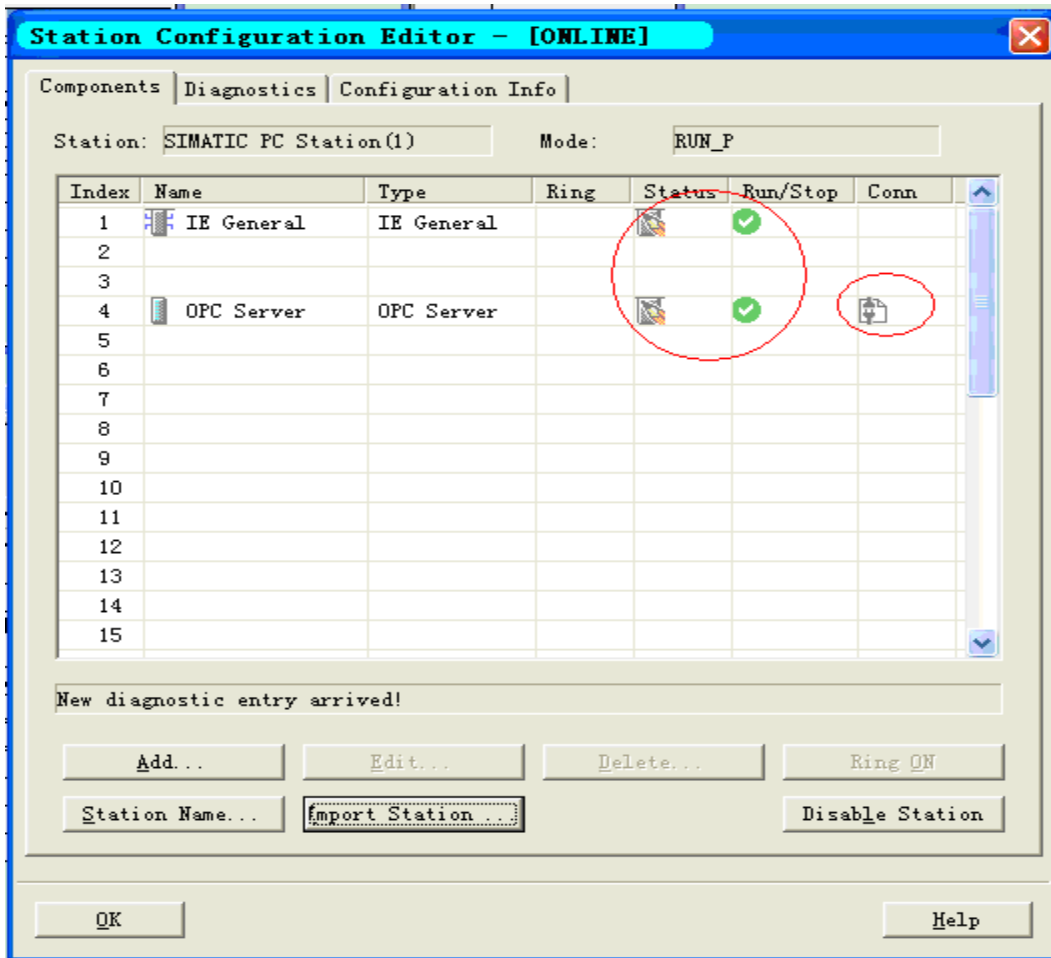 Station Configuration Editor - [ONLINE]
Components Diagnostics Configuration Info
Station: SIMATIC PC Station(1) Mode: RUN_P
Index Name Type Ring Status Run/Stop Conn
1 IE General IE General
2
3
4 OPC Server OPC Server
5
6
7
8
9
10
11
12
13
14
15
New diagnostic entry arrived!
Add... Edit... Delete... Ring ON
Station Name... Import Station ... Disable Station
OK Help